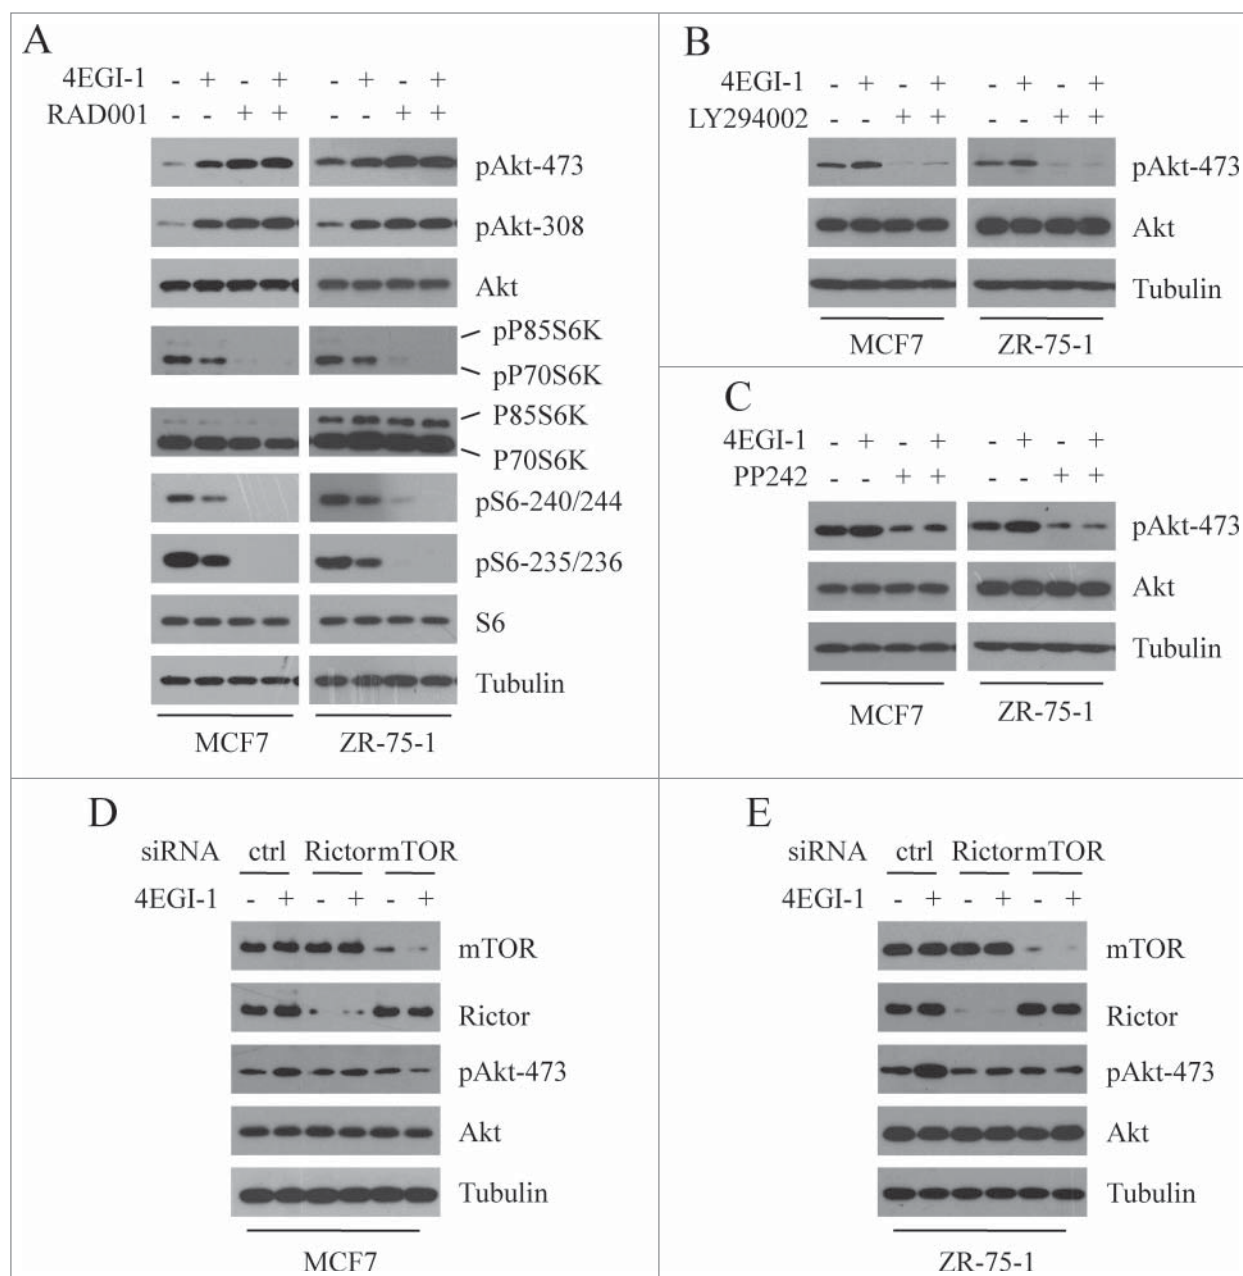 A
4EGI-1 - + - + - + - +
RAD001 - - + + - - + +
pAkt-473
pAkt-308
Akt
pP85S6K
pP70S6K
P85S6K
P70S6K
pS6-240/244
pS6-235/236
S6
Tubulin
MCF7 ZR-75-1
B
4EGI-1 - + - + - + - +
LY294002 - - + + - - + +
pAkt-473
Akt
Tubulin
MCF7 ZR-75-1
C
4EGI-1 - + - + - + - +
PP242 - - + + - - + +
pAkt-473
Akt
Tubulin
MCF7 ZR-75-1
D
siRNA ctrl Rictor mTOR
4EGI-1 - + - + - +
mTOR
Rictor
pAkt-473
Akt
Tubulin
MCF7
E
siRNA ctrl Rictor mTOR
4EGI-1 - + - + - +
mTOR
Rictor
pAkt-473
Akt
Tubulin
ZR-75-1